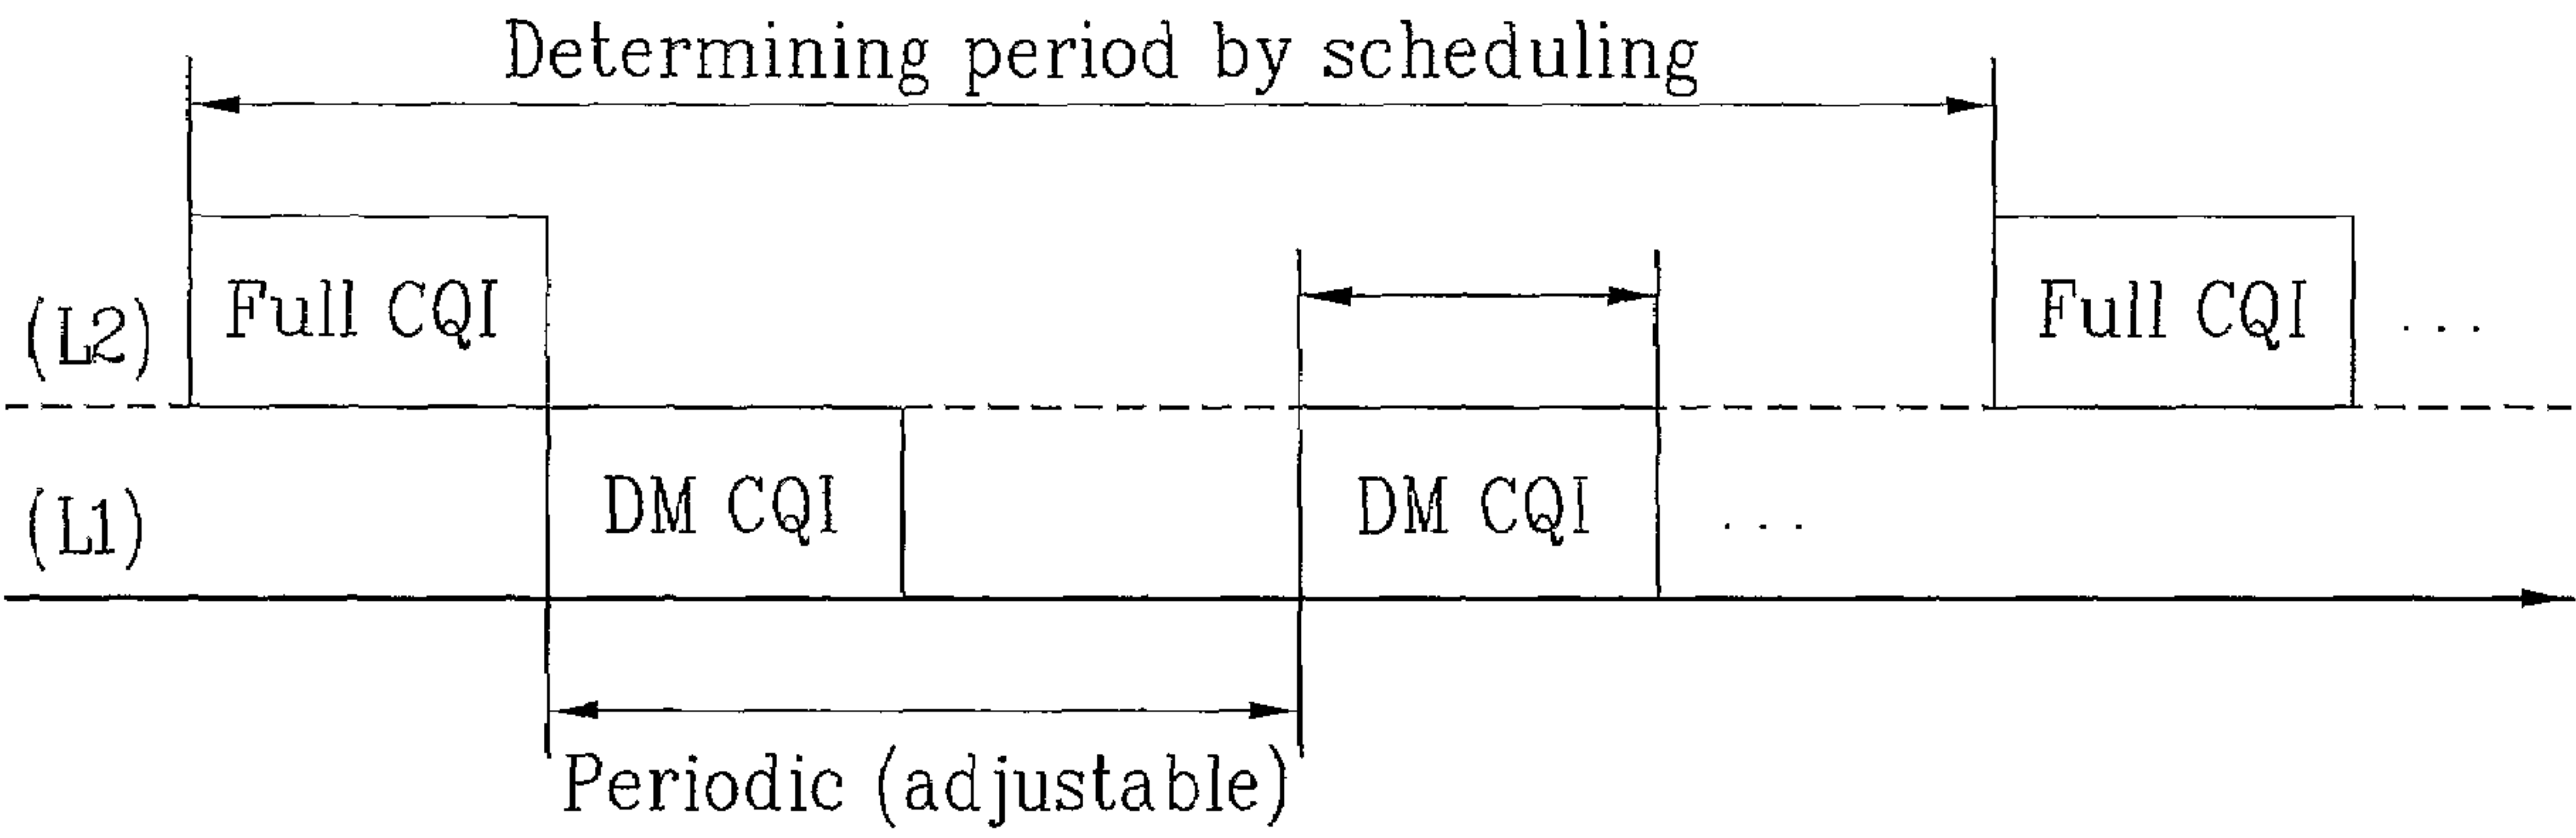 Determining period by scheduling
(L2) Full CQI Full CQI ...
(L1) DM CQI DM CQI ...
Periodic (adjustable)